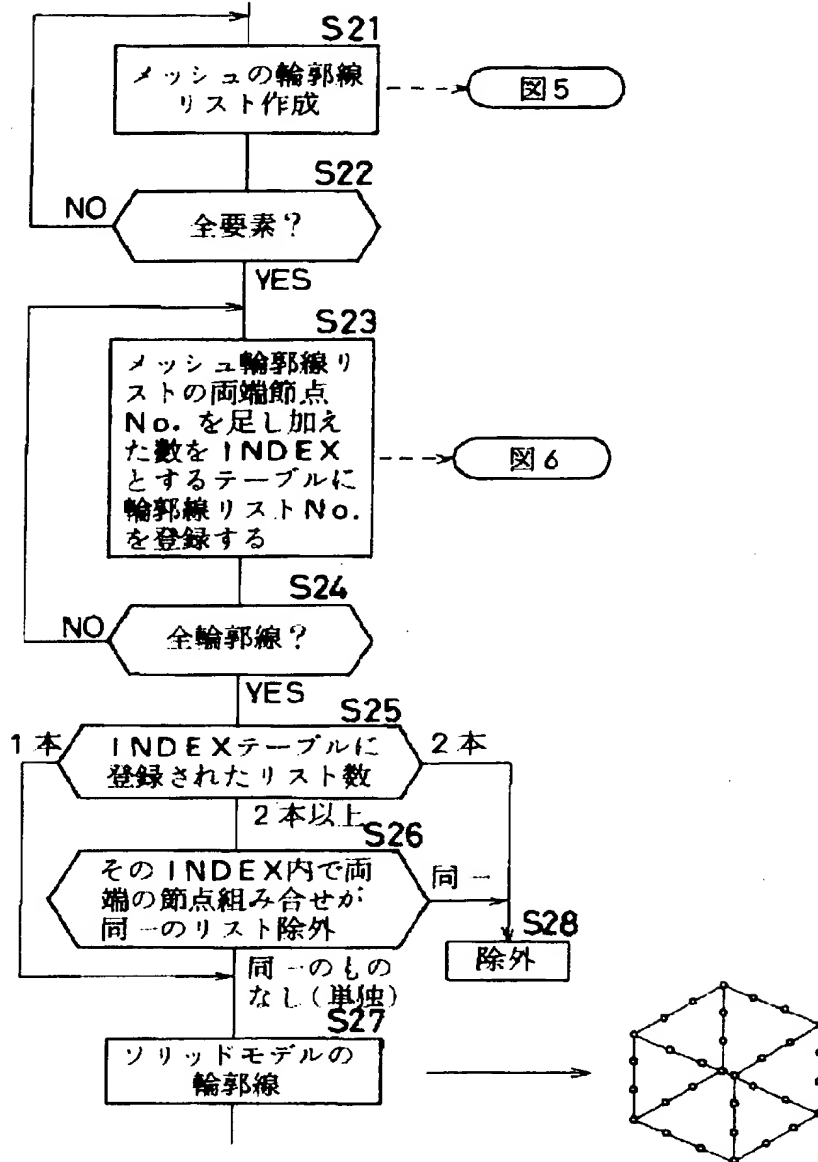 S21
メッシュの輪郭線
リスト作成
図5
S22
NO
全要素?
YES
S23
メッシュ輪郭線リ
ストの両端節点
No. を足し加え
た数をINDEX
とするテーブルに
輪郭線リストNo.
を登録する
図6
S24
NO
全輪郭線?
YES
S25
1本
INDEXテーブルに
登録されたリスト数
2本
2本以上
S26
そのINDEX内で両
端の節点組み合せが
同一のリスト除外
同一
S28
除外
同一のもの
なし(単独)
S27
ソリッドモデルの
輪郭線